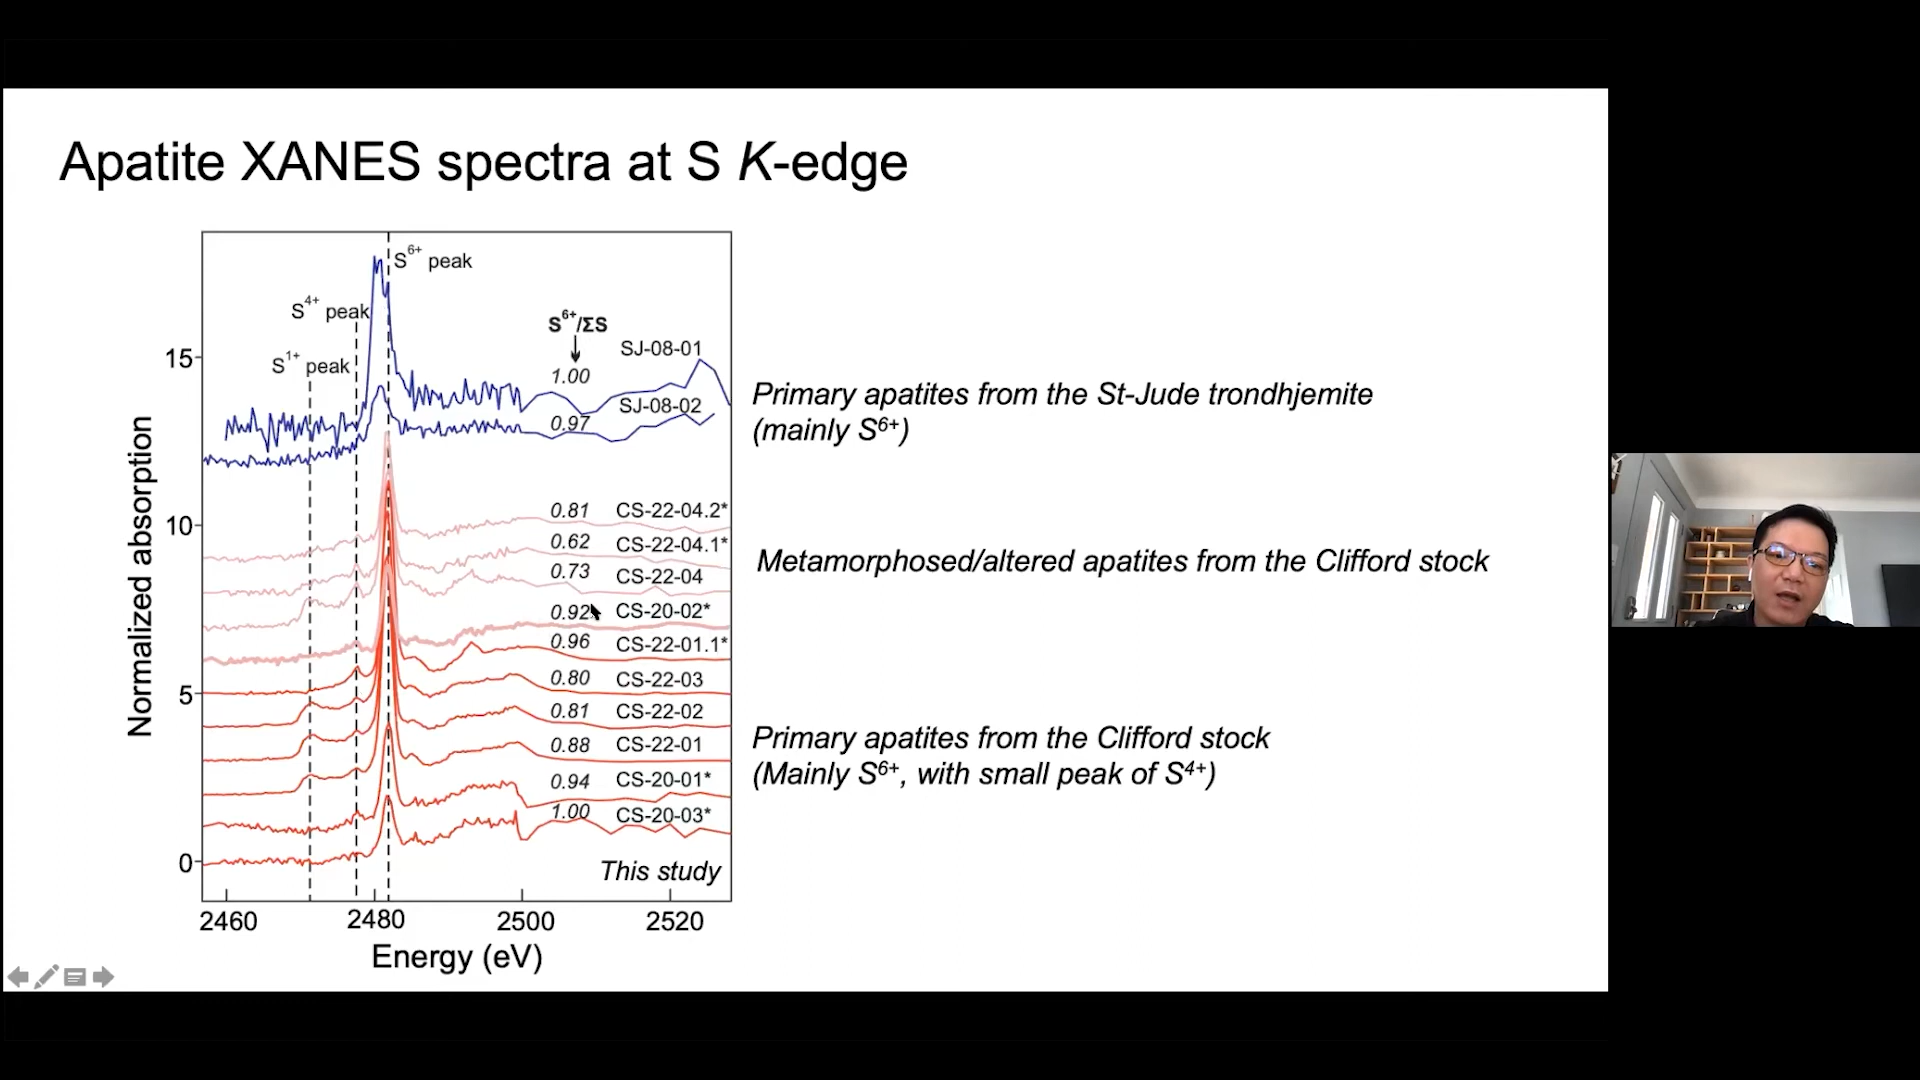 Apatite XANES spectra at S K-edge
S6+ peak
S4+ peak
S1+ peak
S6+/ΣS
15
10
5
0
Normalized absorption
1.00 SJ-08-01
0.97 SJ-08-02
0.81 CS-22-04.2*
0.62 CS-22-04.1*
0.73 CS-22-04
0.92 CS-20-02*
0.96 CS-22-01.1*
0.80 CS-22-03
0.81 CS-22-02
0.88 CS-22-01
0.94 CS-20-01*
1.00 CS-20-03*
This study
2460 2480 2500 2520
Energy (eV)
Primary apatites from the St-Jude trondhjemite
(mainly S6+)
Metamorphosed/altered apatites from the Clifford stock
Primary apatites from the Clifford stock
(Mainly S6+, with small peak of S4+)